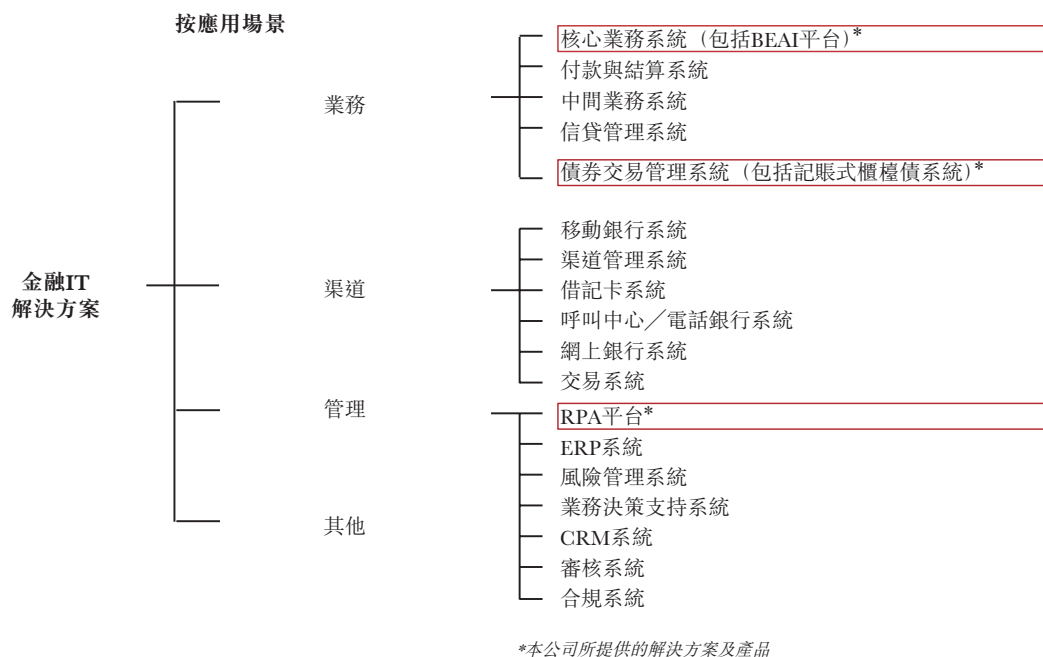 按應用場景
金融IT
解決方案
業務
核心業務系統（包括BEAI平台）*
付款與結算系統
中間業務系統
信貸管理系統
債券交易管理系統（包括記賬式櫃檯債系統）*
渠道
移動銀行系統
渠道管理系統
借記卡系統
呼叫中心／電話銀行系統
網上銀行系統
交易系統
管理
RPA平台*
ERP系統
風險管理系統
業務決策支持系統
CRM系統
審核系統
合規系統
其他
*本公司所提供的解決方案及產品